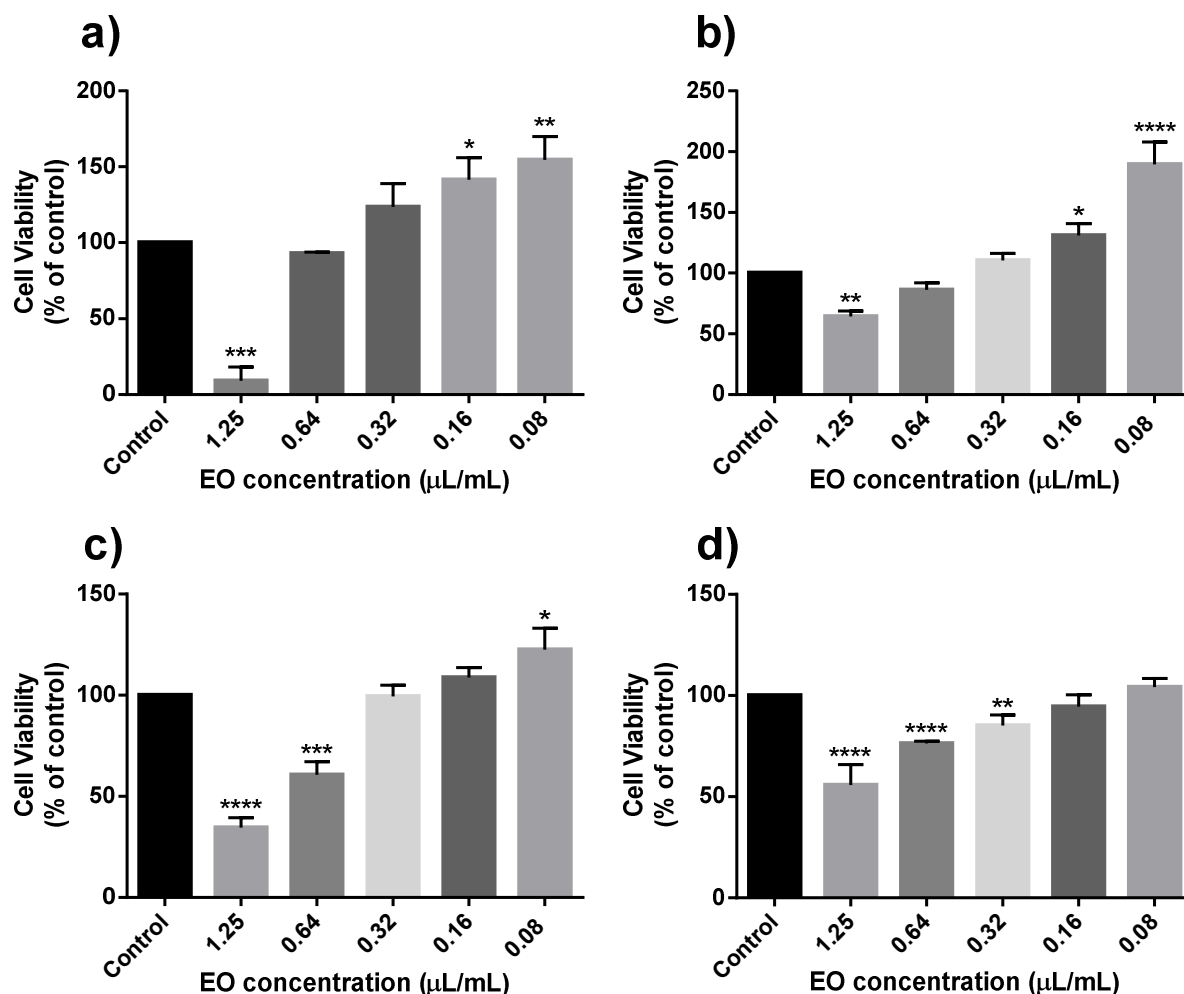 a)
Cell Viability
(% of control)
200
150
100
50
0
*
**
***
Control
1.25
0.64
0.32
0.16
0.08
EO concentration (μL/mL)
b)
Cell Viability
(% of control)
250
200
150
100
50
0
****
*
**
Control
1.25
0.64
0.32
0.16
0.08
EO concentration (μL/mL)
c)
Cell Viability
(% of control)
150
100
50
0
*
***
****
Control
1.25
0.64
0.32
0.16
0.08
EO concentration (μL/mL)
d)
Cell Viability
(% of control)
150
100
50
0
**
****
****
Control
1.25
0.64
0.32
0.16
0.08
EO concentration (μL/mL)